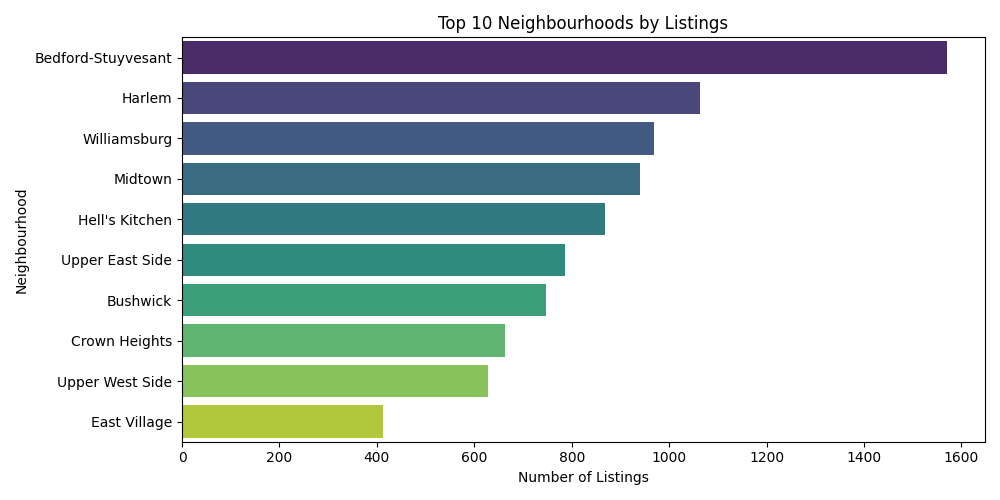 Top 10 Neighbourhoods by Listings
Neighbourhood
Bedford-Stuyvesant
Harlem
Williamsburg
Midtown
Hell's Kitchen
Upper East Side
Bushwick
Crown Heights
Upper West Side
East Village
0 200 400 600 800 1000 1200 1400 1600
Number of Listings